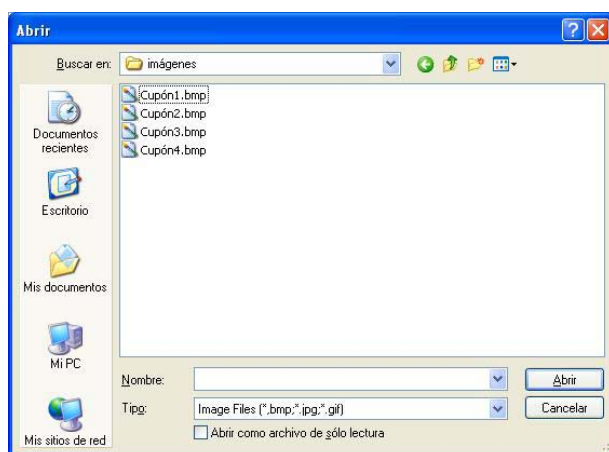 Abrir
Buscar en:
imágenes
Cupón1.bmp
Cupón2.bmp
Cupón3.bmp
Cupón4.bmp
Documentos
recientes
Escritorio
Mis documentos
Mi PC
Mis sitios de red
Nombre:
Abrir
Tipo:
Image Files (*,bmp;*.jpg;*.gif)
Cancelar
Abrir como archivo de sólo lectura